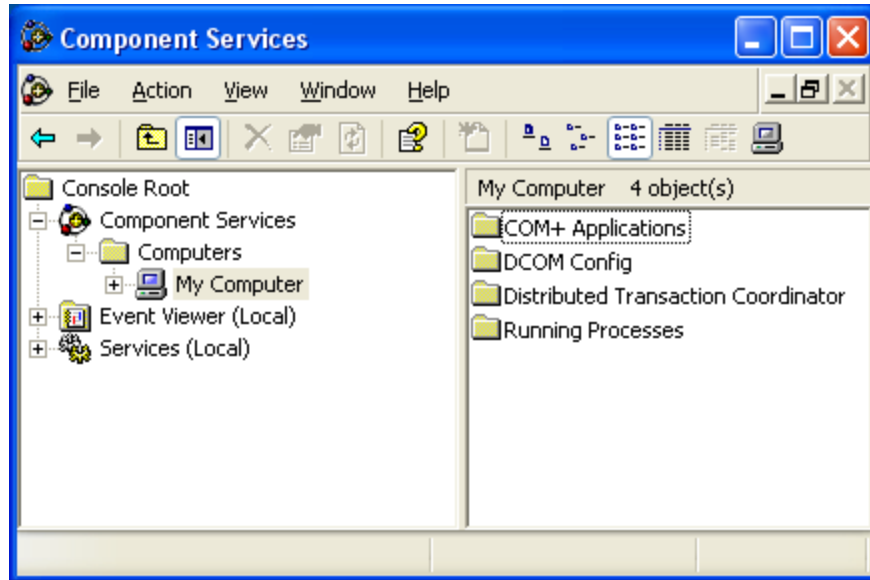 Component Services
File Action View Window Help
Console Root
Component Services
Computers
My Computer
Event Viewer (Local)
Services (Local)
My Computer 4 object(s)
COM+ Applications
DCOM Config
Distributed Transaction Coordinator
Running Processes